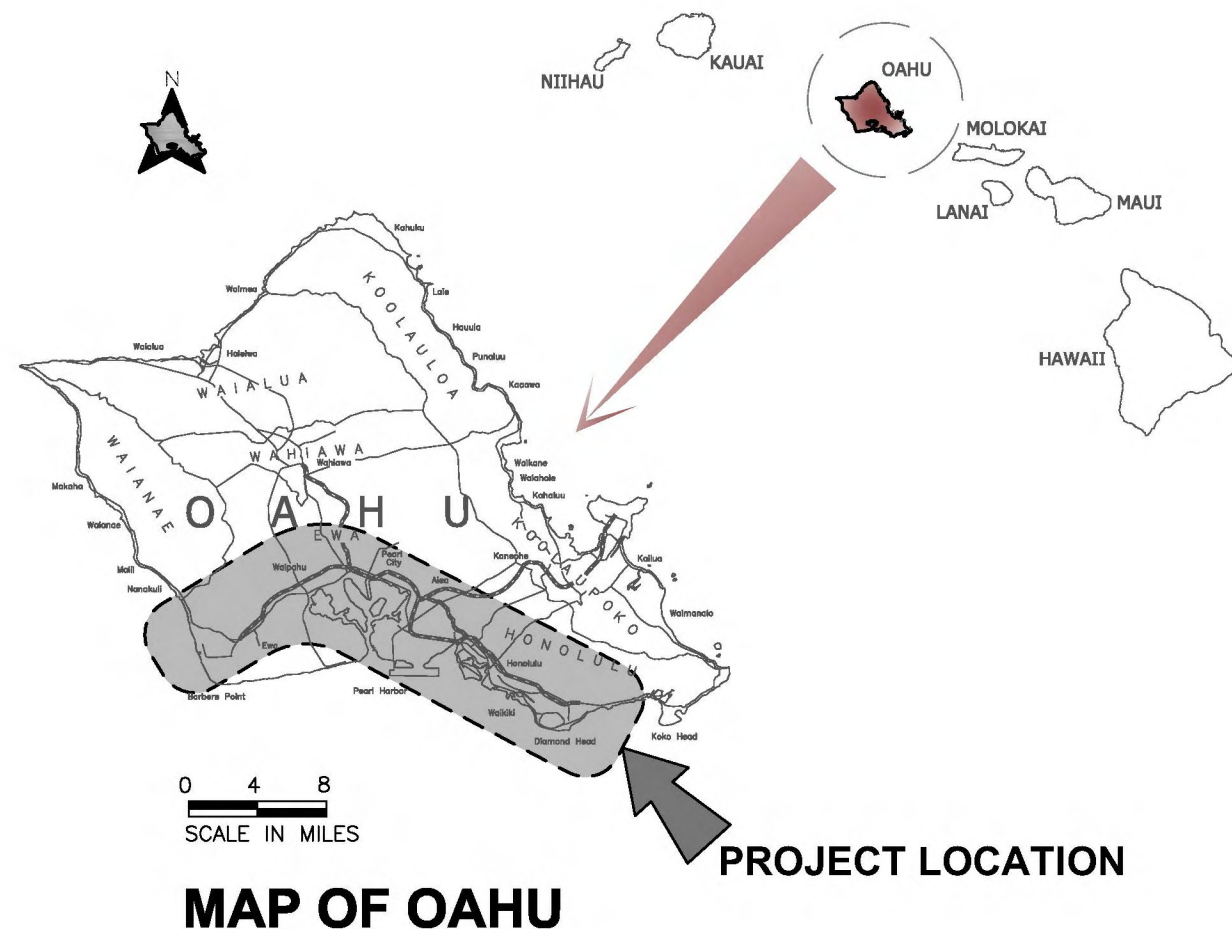 N
NIIHAU
KAUAI
OAHU
MOLOKAI
LANAI
MAUI
HAWAII
Kahuku
Laie
Hauula
Punaluu
Kaaawa
Waimea
KOOLAULOA
Waialua
Haleiwa
WAIALUA
WAHIAWA
Wahiawa
WAIANAE
Makaha
Waianae
Maili
Nanakuli
OAHU
Waikane
Waiahole
Kahaluu
KOOLAUPOKO
Kaneohe
Kailua
Waimanalo
EWA
Pearl
City
Waipahu
Aiea
HONOLULU
Honolulu
Ewa
Barbers Point
Pearl Harbor
Waikiki
Diamond Head
Koko Head
0 4 8
SCALE IN MILES
PROJECT LOCATION
MAP OF OAHU